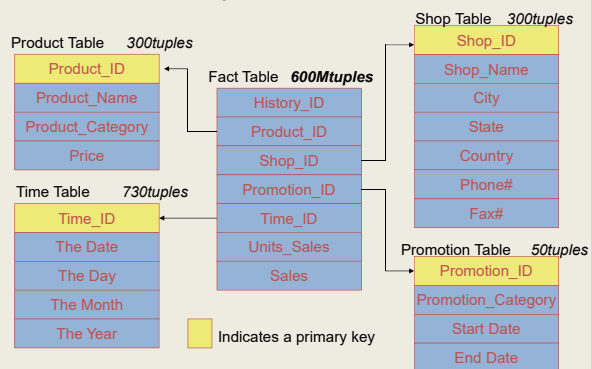 Shop Table 300tuples
Shop_ID
Shop_Name
City
State
Country
Phone#
Fax#
Product Table 300tuples
Product_ID
Product_Name
Product_Category
Price
Fact Table 600Mtuples
History_ID
Product_ID
Shop_ID
Promotion_ID
Time_ID
Units_Sales
Sales
Time Table 730tuples
Time_ID
The Date
The Day
The Month
The Year
Promotion Table 50tuples
Promotion_ID
Promotion_Category
Start Date
End Date
Indicates a primary key